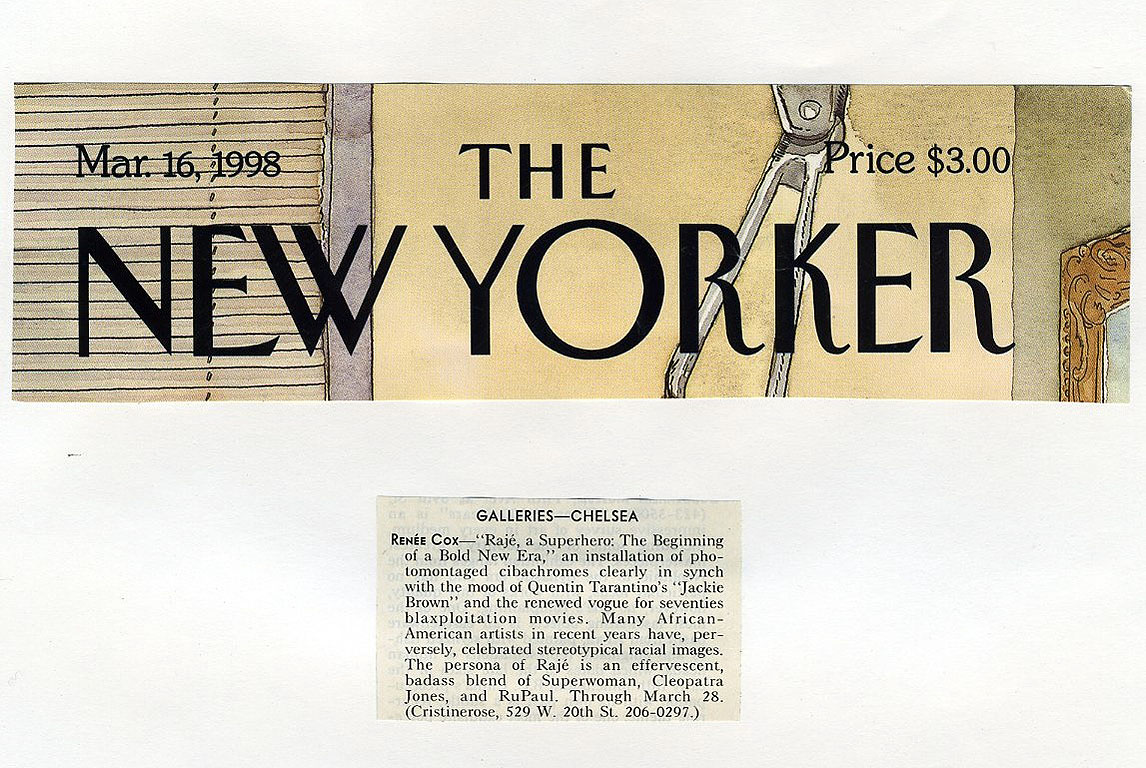 Mar. 16, 1998
THE
Price $3.00
NEW YORKER
GALLERIES—CHELSEA
RENÉE COX—“Rajé, a Superhero: The Beginning
of a Bold New Era,” an installation of pho-
tomontaged cibachromes clearly in synch
with the mood of Quentin Tarantino’s “Jackie
Brown” and the renewed vogue for seventies
blaxploitation movies. Many African-
American artists in recent years have, per-
versely, celebrated stereotypical racial images.
The persona of Rajé is an effervescent,
badass blend of Superwoman, Cleopatra
Jones, and RuPaul. Through March 28.
(Cristinerose, 529 W. 20th St. 206-0297.)